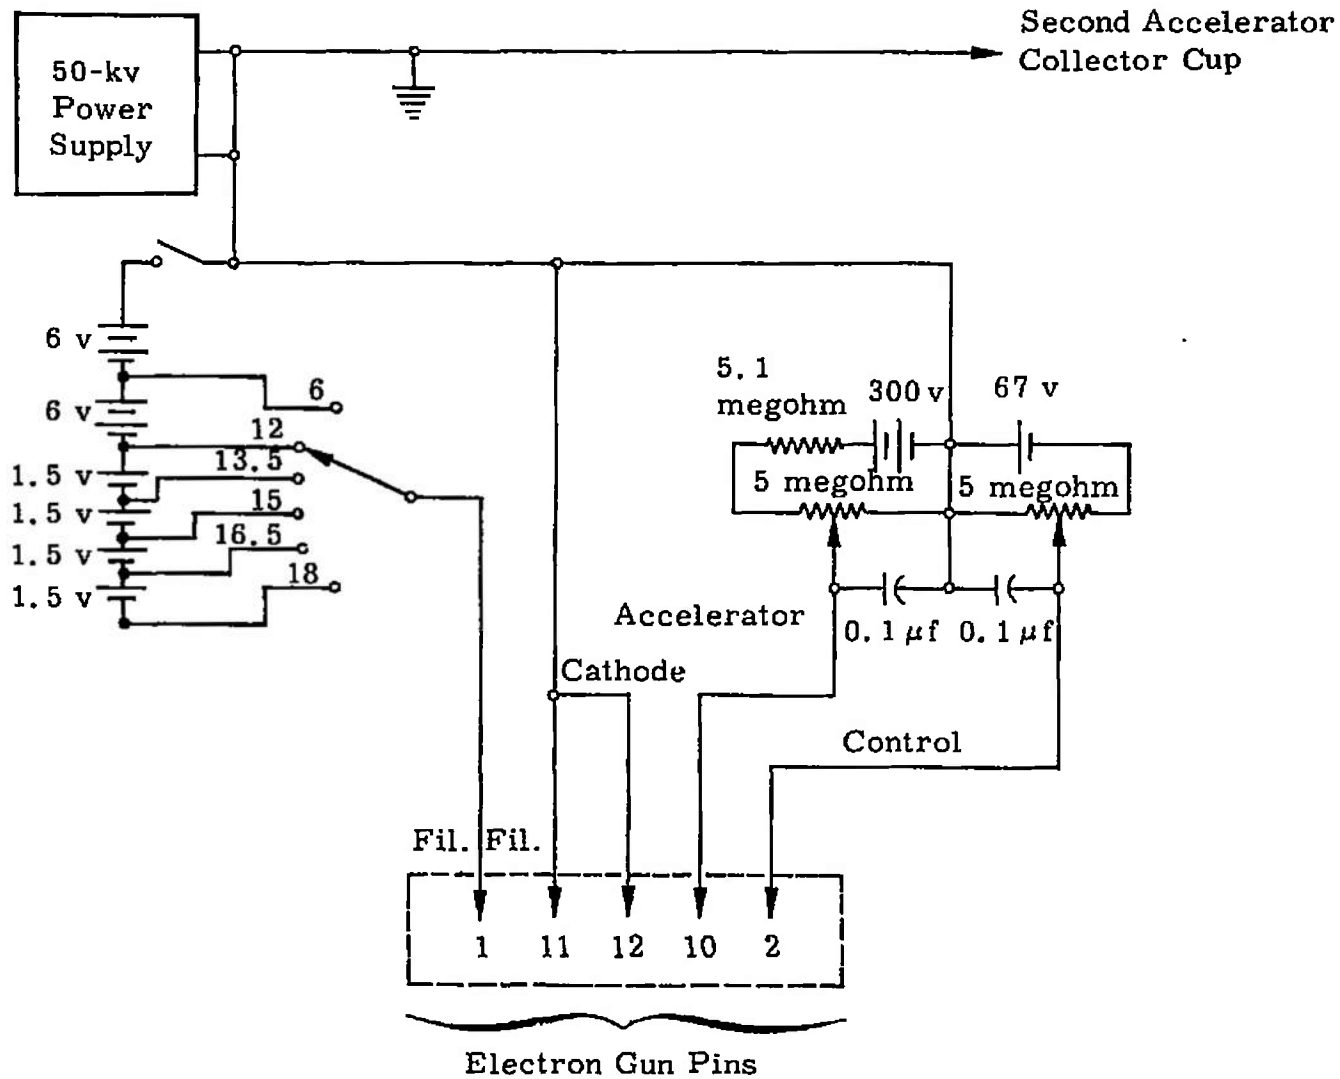 Second Accelerator
Collector Cup
50-kv
Power
Supply
6 v
6
6 v
12
13.5
1.5 v
15
1.5 v
16.5
1.5 v
18
1.5 v
5.1
megohm
300 v
67 v
5 megohm
5 megohm
Accelerator
0.1 μf
0.1 μf
Cathode
Control
Fil.
Fil.
1
11
12
10
2
Electron Gun Pins